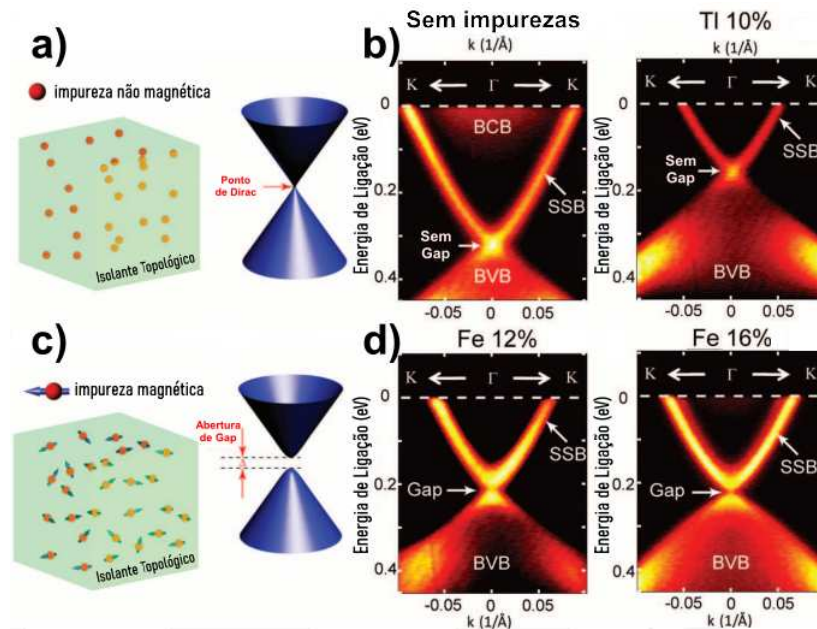 a)
impureza não magnética
Ponto
de Dirac
Isolante Topológico
b)
Sem impurezas
k (1/Å)
K ← Γ → K
Energia de Ligação (eV)
0
0.2
0.4
BCB
SSB
Sem
Gap
BVB
-0.05 0 0.05
Tl 10%
k (1/Å)
K ← Γ → K
Energia de Ligação (eV)
0
0.2
0.4
SSB
Sem
Gap
BVB
-0.05 0 0.05
c)
impureza magnética
Abertura
de Gap
Isolante Topológico
d)
Fe 12%
K ← Γ → K
Energia de Ligação (eV)
0
0.2
0.4
SSB
Gap
BVB
-0.05 0 0.05
k (1/Å)
Fe 16%
K ← Γ → K
Energia de Ligação (eV)
0
0.2
0.4
SSB
Gap
BVB
-0.05 0 0.05
k (1/Å)